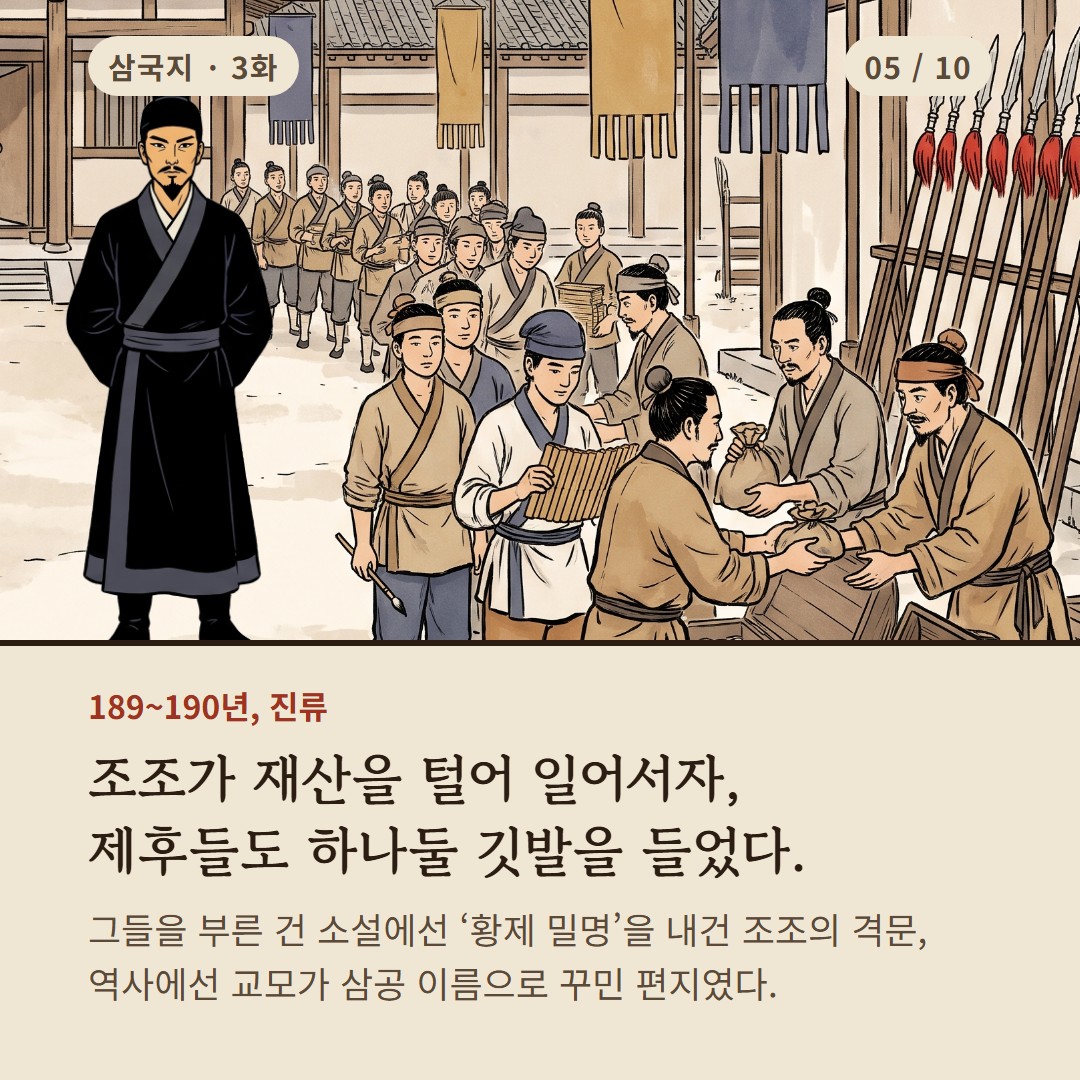 삼국지 · 3화
05 / 10
189~190년, 진류
조조가 재산을 털어 일어서자,
제후들도 하나둘 깃발을 들었다.
그들을 부른 건 소설에선 ‘황제 밀명’을 내건 조조의 격문,
역사에선 교모가 삼공 이름으로 꾸민 편지였다.